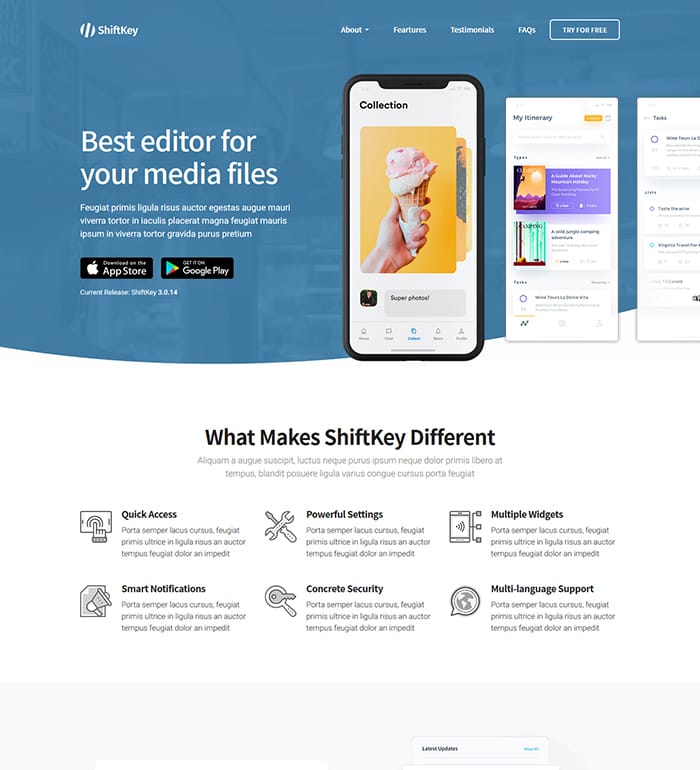 ShiftKey
About
Feartures
Testimonials
FAQs
TRY FOR FREE
Best editor for
your media files
Feugiat primis ligula risus auctor egestas augue mauri
viverra tortor in iaculis placerat magna feugiat mauris
ipsum in viverra tortor gravida purus pretium
Download on the
App Store
GET IT ON
Google Play
Current Release: ShiftKey 3.0.14
Collection
Super photos!
Home
Chat
Collect
News
Profile
My Itinerary
Types
A Guide About Rocky
Mountain Holiday
CAMPING
A wild jungle camping
adventure
Tasks
Wine Tours La Dolce Vita
Tasks
Wine Tours La Dolce
Lists
Taste the wine
Virginia Travel For
What Makes ShiftKey Different
Aliquam a augue suscipit, luctus neque purus ipsum neque dolor primis libero at
tempus, blandit posuere ligula varius congue cursus porta feugiat
Quick Access
Porta semper lacus cursus, feugiat
primis ultrice in ligula risus an auctor
tempus feugiat dolor an impedit
Powerful Settings
Porta semper lacus cursus, feugiat
primis ultrice in ligula risus an auctor
tempus feugiat dolor an impedit
Multiple Widgets
Porta semper lacus cursus, feugiat
primis ultrice in ligula risus an auctor
tempus feugiat dolor an impedit
Smart Notifications
Porta semper lacus cursus, feugiat
primis ultrice in ligula risus an auctor
tempus feugiat dolor an impedit
Concrete Security
Porta semper lacus cursus, feugiat
primis ultrice in ligula risus an auctor
tempus feugiat dolor an impedit
Multi-language Support
Porta semper lacus cursus, feugiat
primis ultrice in ligula risus an auctor
tempus feugiat dolor an impedit
Latest Updates